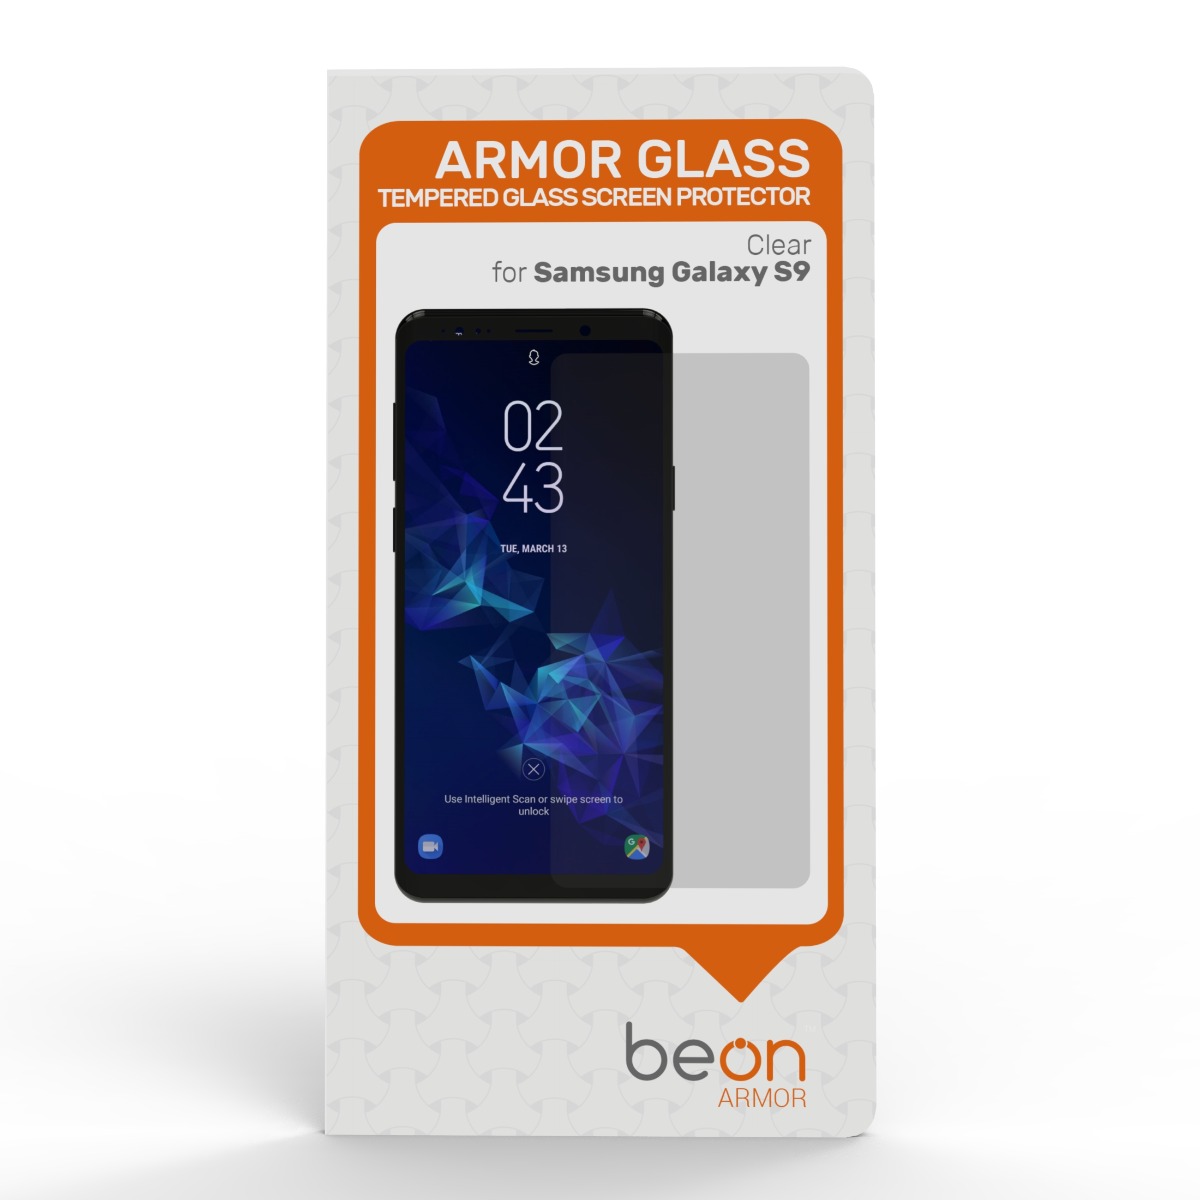 ARMOR GLASS
TEMPERED GLASS SCREEN PROTECTOR
Clear
for Samsung Galaxy S9
02
43
TUE, MARCH 13
Use Intelligent Scan or swipe screen to
unlock
beon
ARMOR